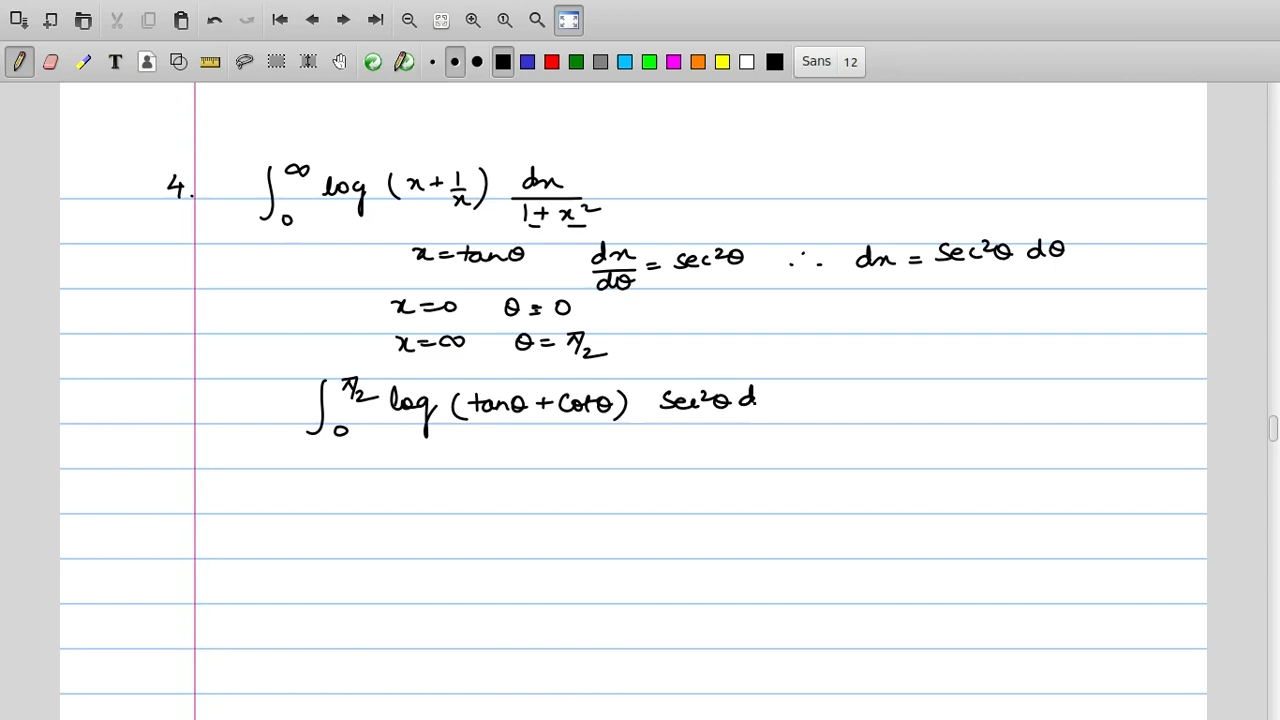 Sans 12
4. ∫₀^∞ log (x + 1/x) dx/(1 + x²)
x = tanθ dx/dθ = sec²θ ∴ dx = sec²θ dθ
x = 0 θ = 0
x = ∞ θ = π/2
∫₀^π/2 log (tanθ + cotθ) sec²θ d